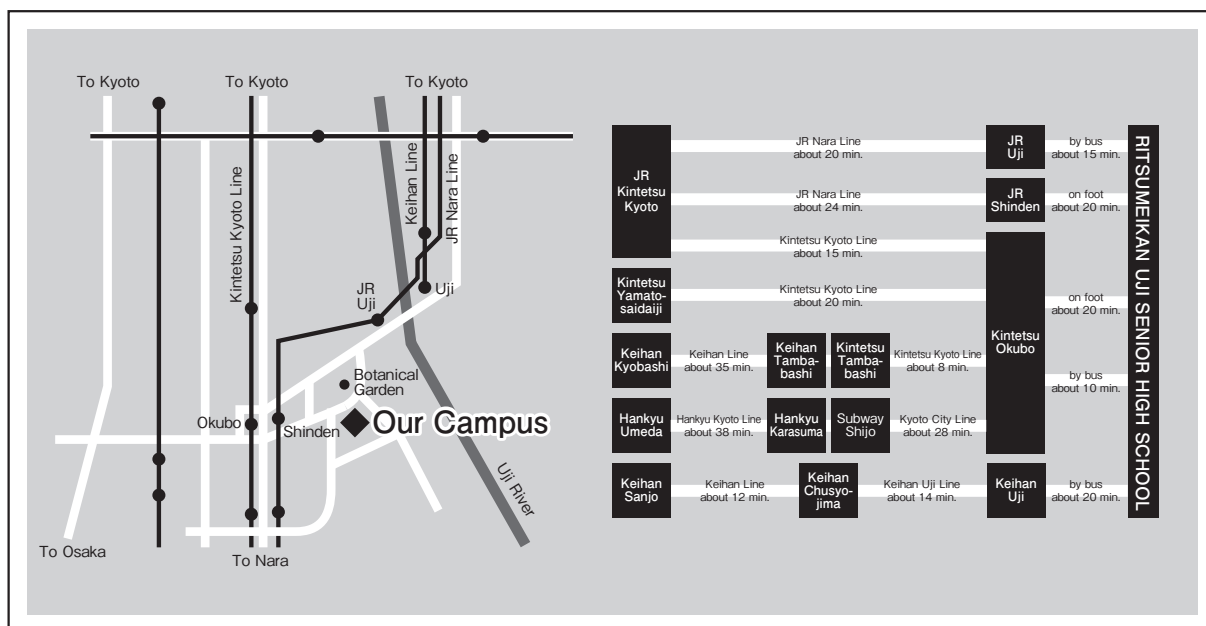 To Kyoto
To Kyoto
To Kyoto
Kintetsu Kyoto Line
Keihan Line
JR Nara Line
JR
Uji
Uji
Botanical
Garden
Okubo
Shinden
Our Campus
Uji River
To Osaka
To Nara
JR
Kintetsu
Kyoto
JR Nara Line
about 20 min.
JR
Uji
by bus
about 15 min.
JR Nara Line
about 24 min.
JR
Shinden
on foot
about 20 min.
Kintetsu Kyoto Line
about 15 min.
Kintetsu
Yamato-
saidaiji
Kintetsu Kyoto Line
about 20 min.
Kintetsu
Okubo
on foot
about 20 min.
Keihan
Kyobashi
Keihan Line
about 35 min.
Keihan
Tamba-
bashi
Kintetsu
Tamba-
bashi
Kintetsu Kyoto Line
about 8 min.
by bus
about 10 min.
Hankyu
Umeda
Hankyu Kyoto Line
about 38 min.
Hankyu
Karasuma
Subway
Shijo
Kyoto City Line
about 28 min.
Keihan
Sanjo
Keihan Line
about 12 min.
Keihan
Chusyo-
jima
Keihan Uji Line
about 14 min.
Keihan
Uji
by bus
about 20 min.
RITSUMEIKAN UJI SENIOR HIGH SCHOOL